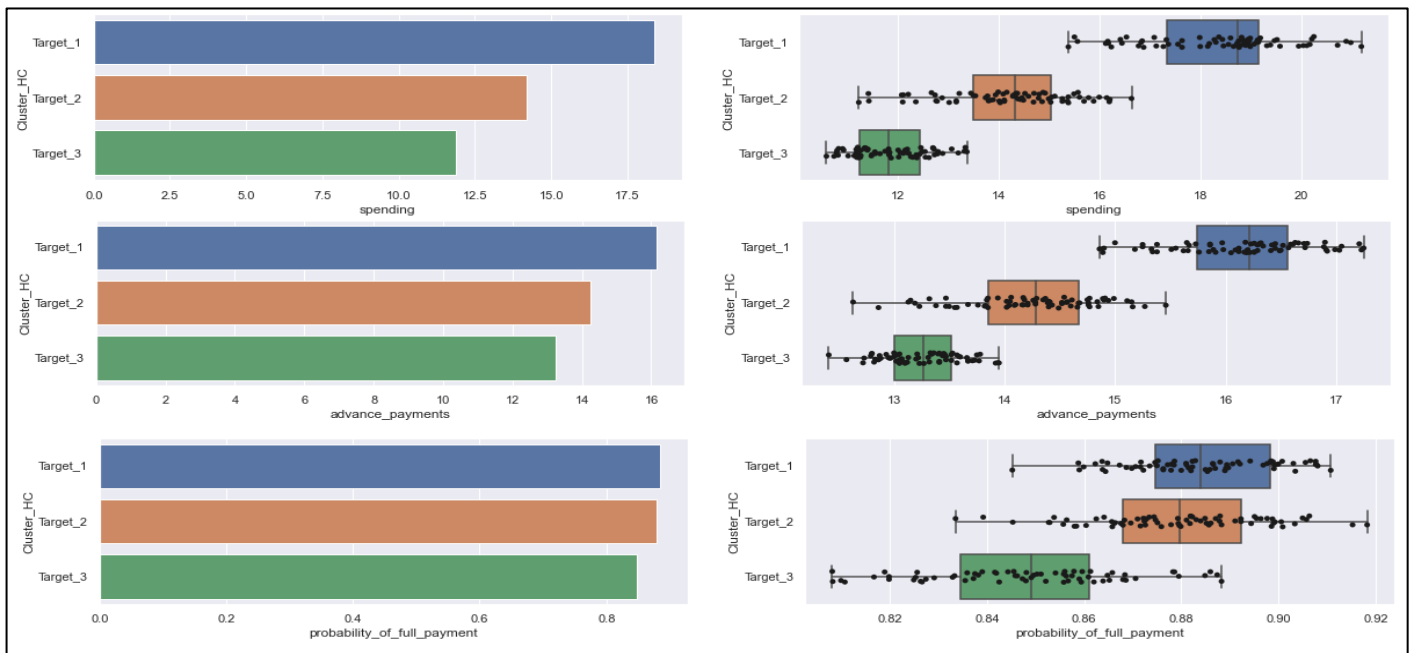 Target_1
Target_2
Target_3
Cluster_HC
0.0 2.5 5.0 7.5 10.0 12.5 15.0 17.5
spending
Target_1
Target_2
Target_3
Cluster_HC
12 14 16 18 20
spending
Target_1
Target_2
Target_3
Cluster_HC
0 2 4 6 8 10 12 14 16
advance_payments
Target_1
Target_2
Target_3
Cluster_HC
13 14 15 16 17
advance_payments
Target_1
Target_2
Target_3
Cluster_HC
0.0 0.2 0.4 0.6 0.8
probability_of_full_payment
Target_1
Target_2
Target_3
Cluster_HC
0.82 0.84 0.86 0.88 0.90 0.92
probability_of_full_payment